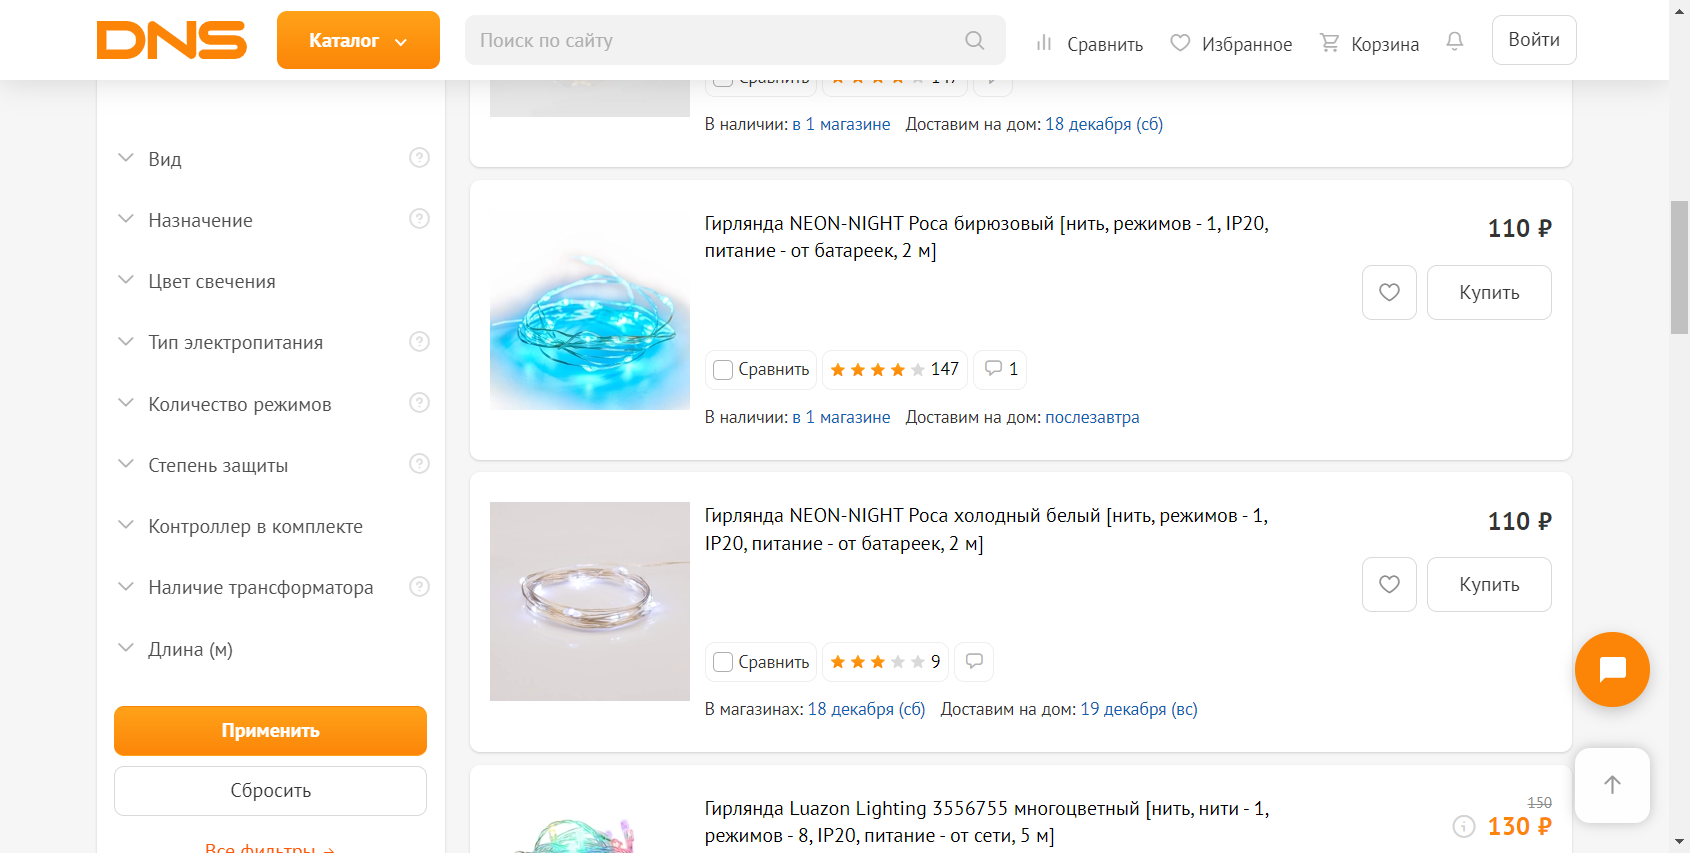 DNS
Каталог
Поиск по сайту
Сравнить
Избранное
Корзина
Войти
Вид
Назначение
Цвет свечения
Тип электропитания
Количество режимов
Степень защиты
Контроллер в комплекте
Наличие трансформатора
Длина (м)
Применить
Сбросить
Все фильтры →
Сравнить
147
В наличии: в 1 магазине Доставим на дом: 18 декабря (сб)
Гирлянда NEON-NIGHT Роса бирюзовый [нить, режимов - 1, IP20,
питание - от батареек, 2 м]
110 ₽
Купить
Сравнить
147
1
В наличии: в 1 магазине Доставим на дом: послезавтра
Гирлянда NEON-NIGHT Роса холодный белый [нить, режимов - 1,
IP20, питание - от батареек, 2 м]
110 ₽
Купить
Сравнить
9
В магазинах: 18 декабря (сб) Доставим на дом: 19 декабря (вс)
Гирлянда Luazon Lighting 3556755 многоцветный [нить, нити - 1,
режимов - 8, IP20, питание - от сети, 5 м]
150
130 ₽